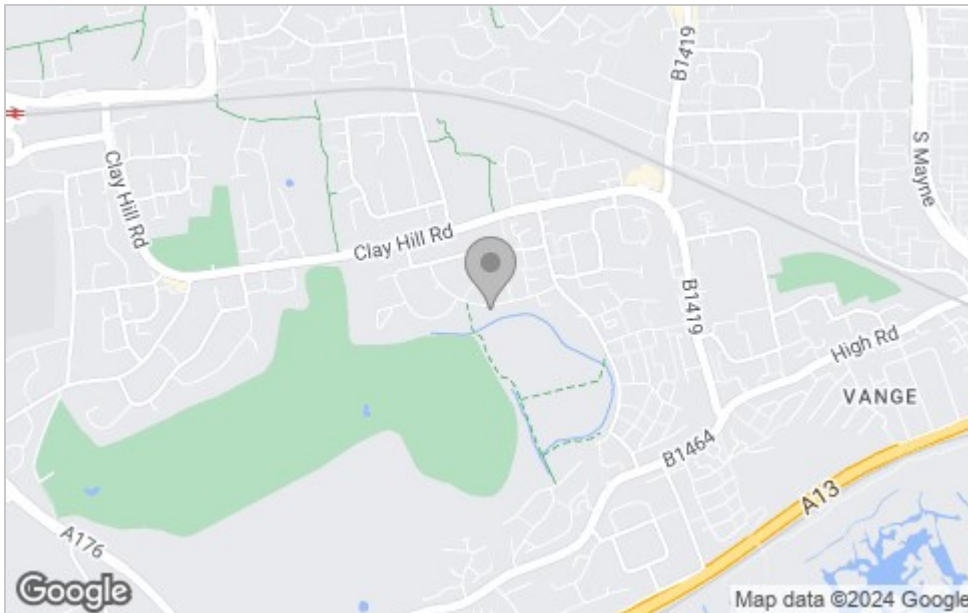 B1419
S Mayne
Clay Hill Rd
Clay Hill Rd
B1419
High Rd
VANGE
B1464
A13
A176
Google
Map data ©2024 Google